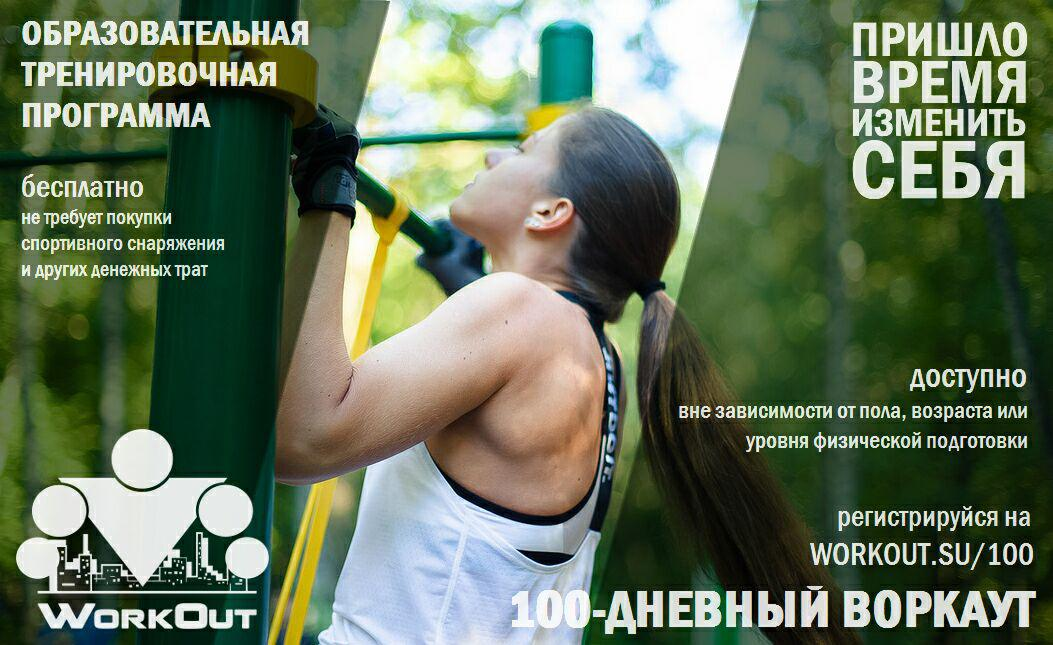 ОБРАЗОВАТЕЛЬНАЯ
ТРЕНИРОВОЧНАЯ
ПРОГРАММА
бесплатно
не требует покупки
спортивного снаряжения
и других денежных трат
ПРИШЛО
ВРЕМЯ
ИЗМЕНИТЬ
СЕБЯ
доступно
вне зависимости от пола, возраста или
уровня физической подготовки
регистрируйся на
WORKOUT.SU/100
100-ДНЕВНЫЙ ВОРКАУТ
WORKOUT